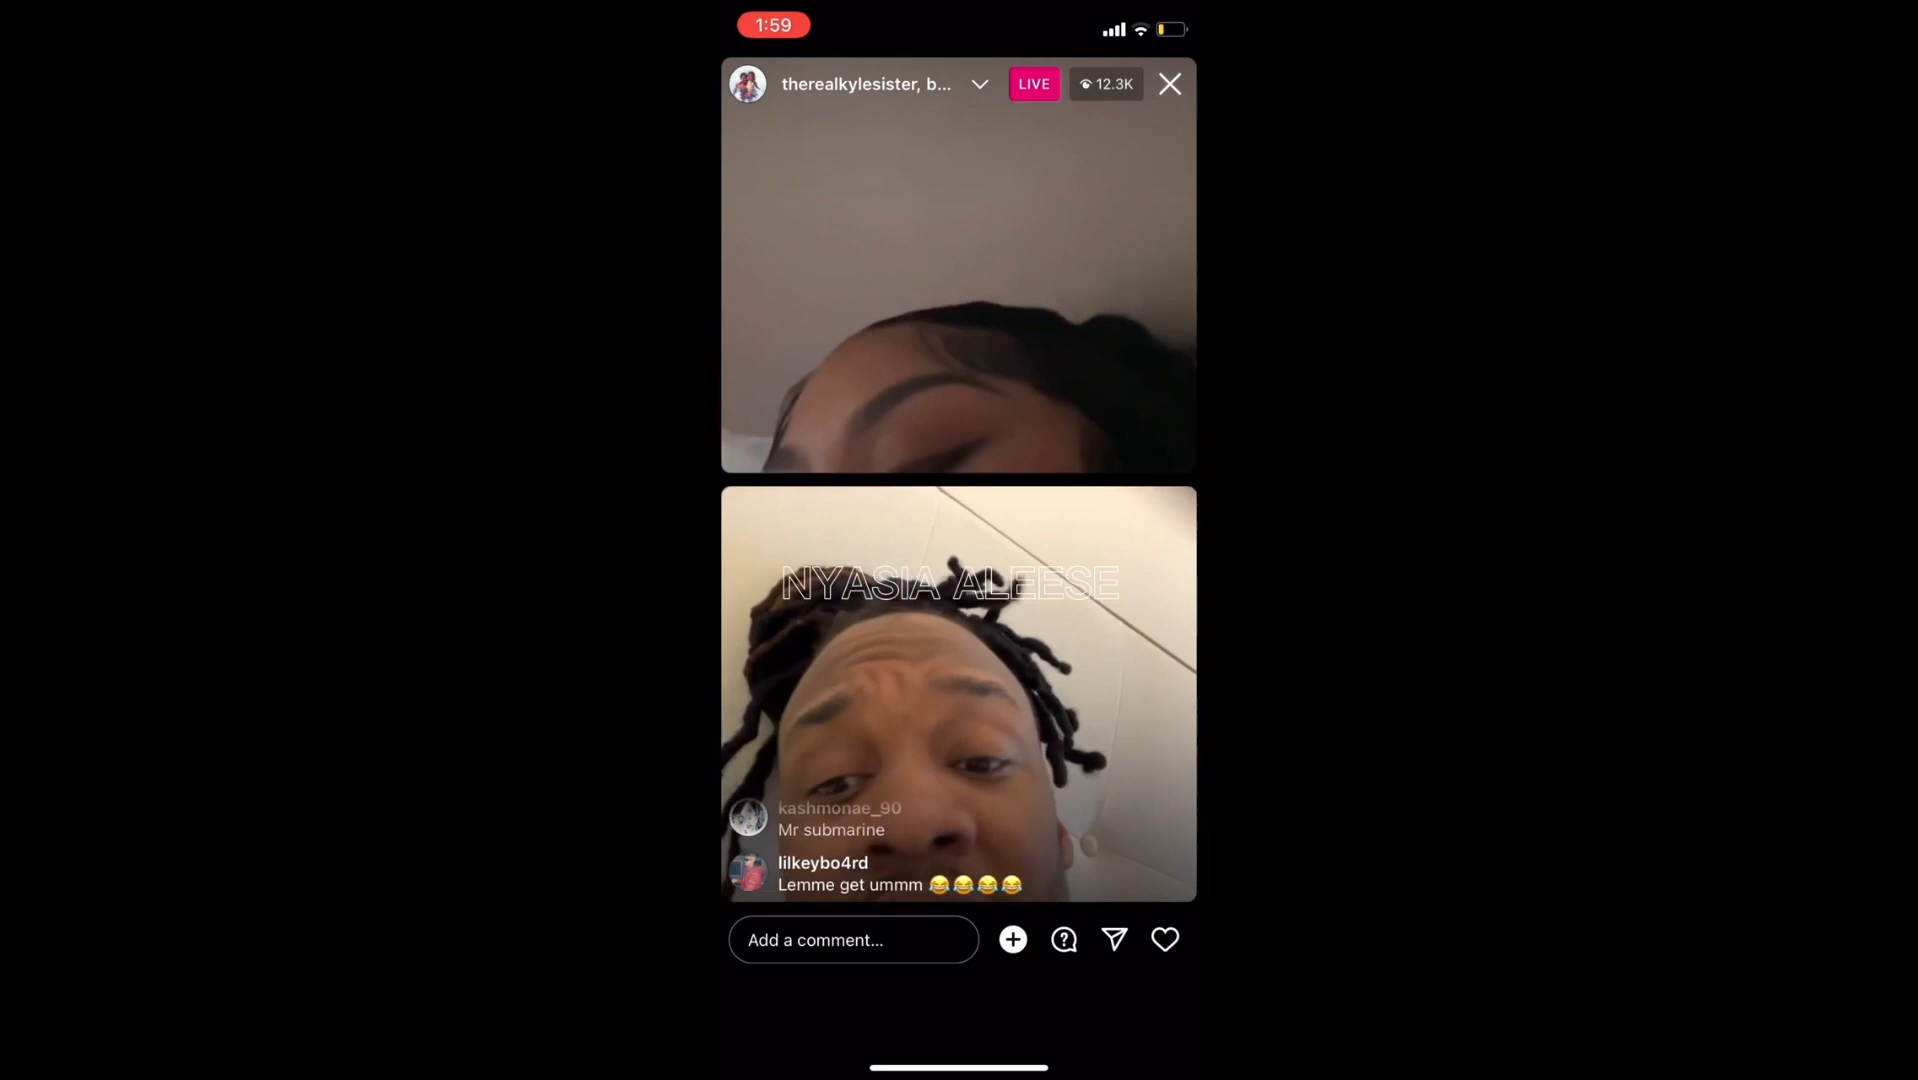 1:59
therealkylesister, b...
LIVE
12.3K
NYASIA ALEESE
kashmonae_90
Mr submarine
lilkeybo4rd
Lemme get ummm 😂😂😂😂
Add a comment...